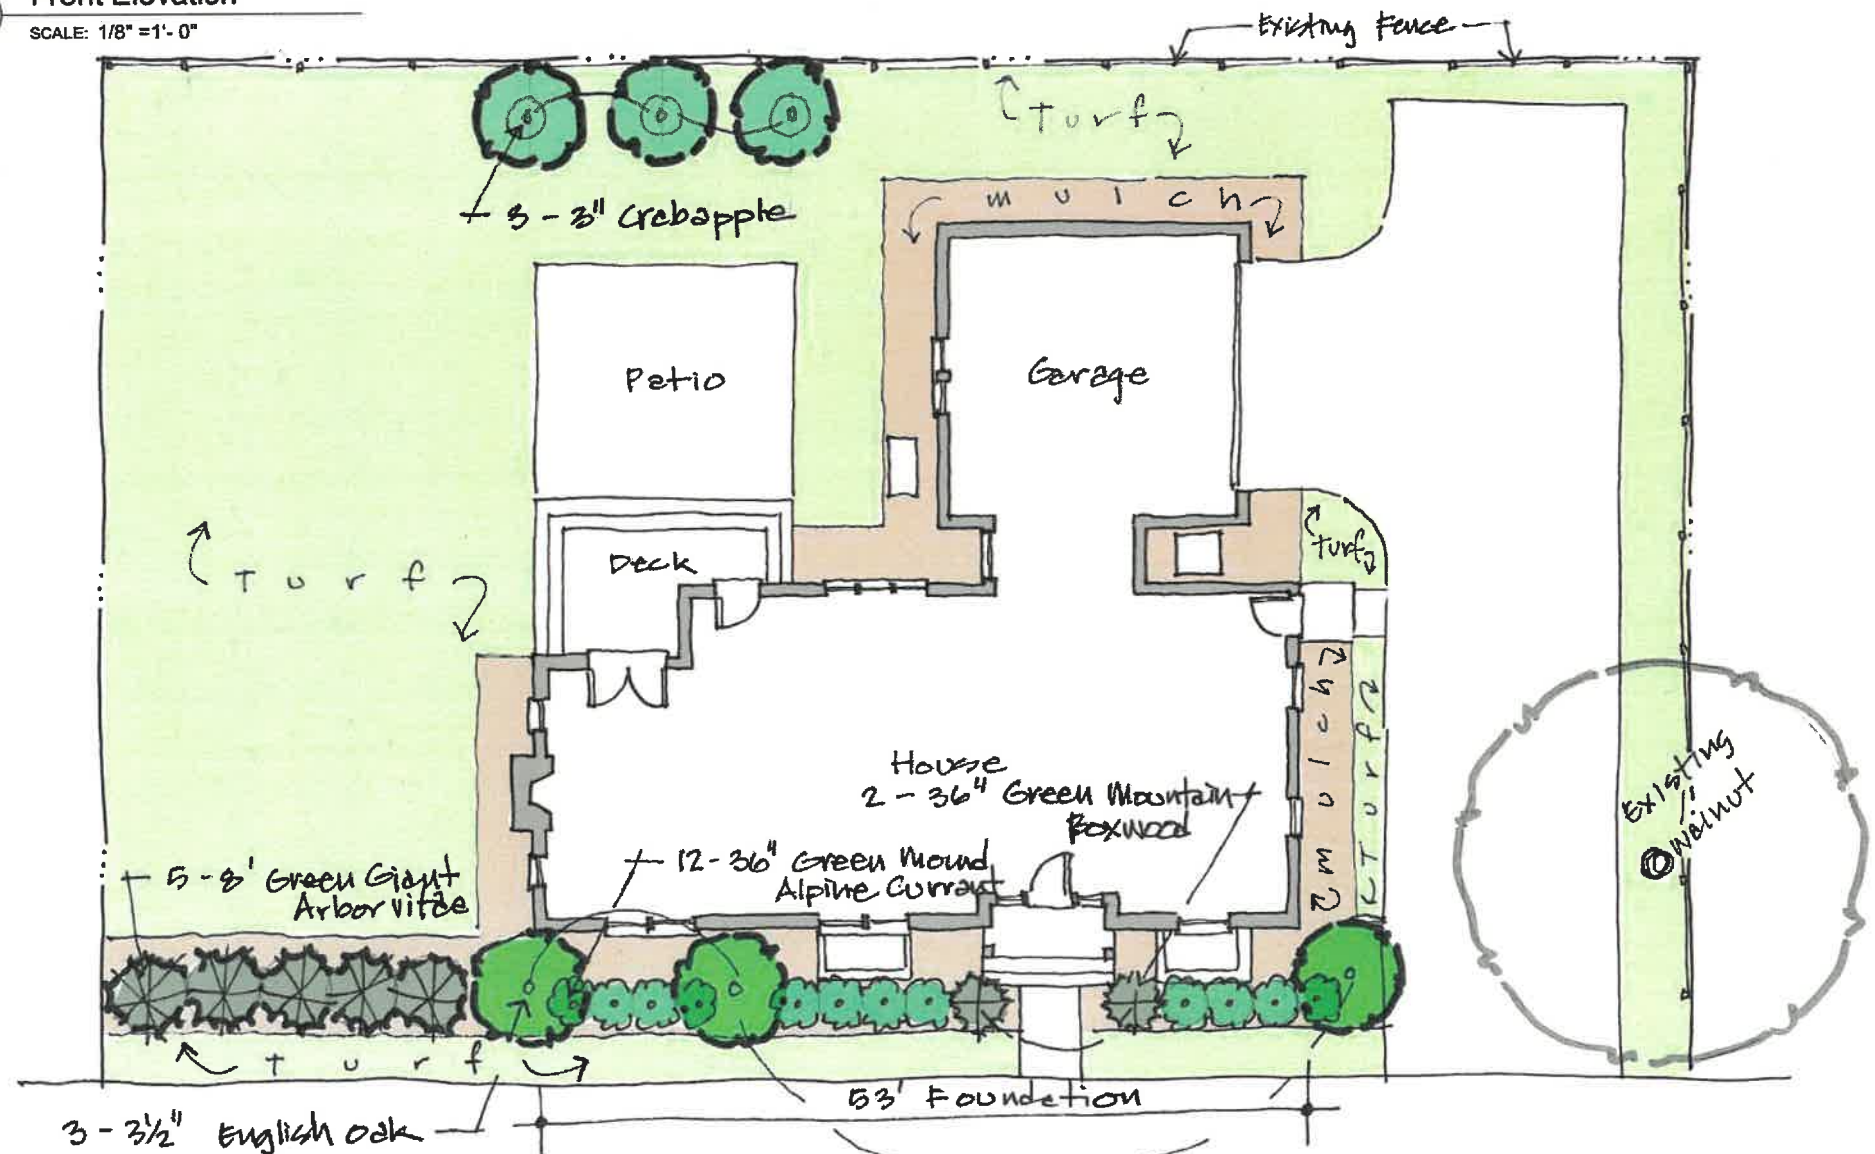 Front Elevation
SCALE: 1/8" =1'- 0"
Existing Fence
Turf
mulch
3 - 3" Crabapple
Patio
Garage
Deck
Turf
Turf
House
2 - 36" Green Mountain
Boxwood
mulch
Turf
Existing
Walnut
12 - 36" Green Mound
Alpine Currant
5 - 8' Green Giant
Arborvitae
Turf
53' Foundation
3 - 3½" English Oak